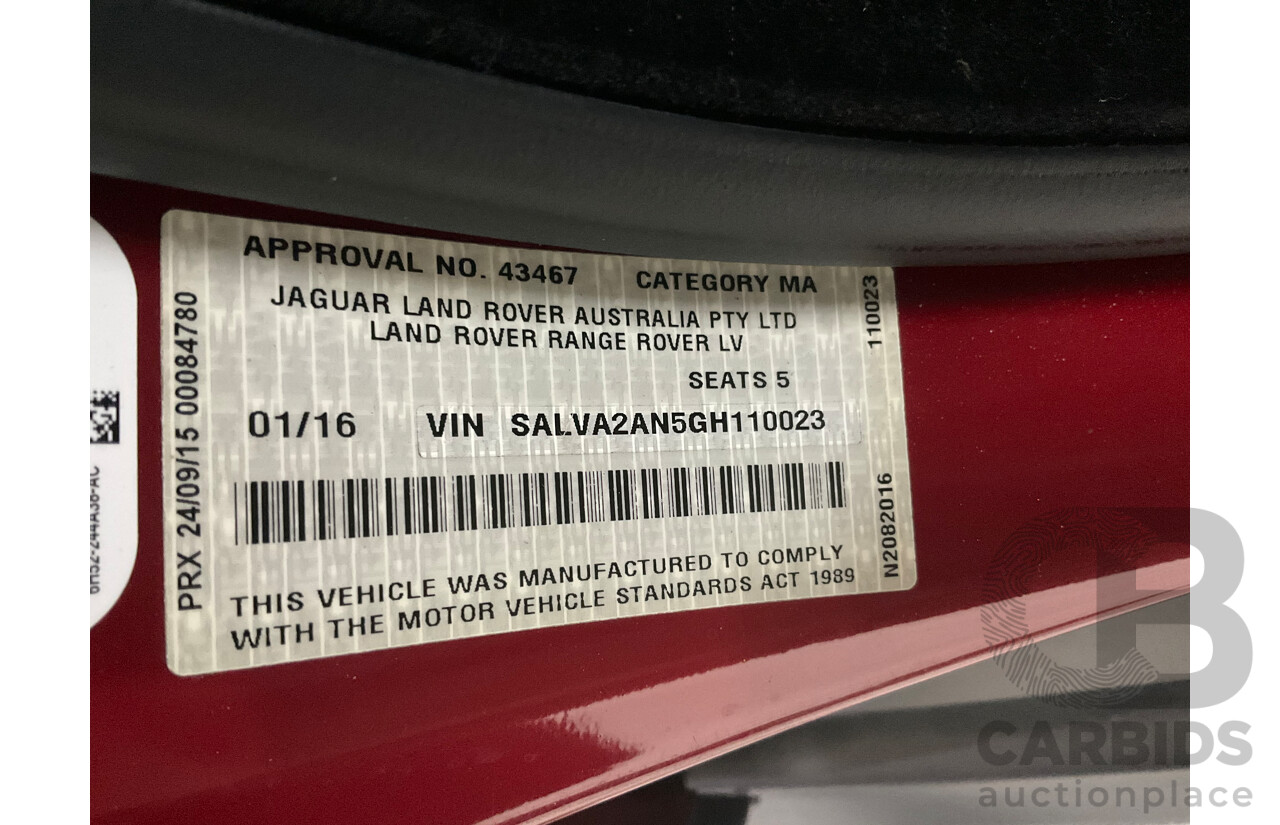 APPROVAL NO. 43467 CATEGORY MA
JAGUAR LAND ROVER AUSTRALIA PTY LTD
LAND ROVER RANGE ROVER LV
SEATS 5
01/16 VIN SALVA2AN5GH110023
THIS VEHICLE WAS MANUFACTURED TO COMPLY
WITH THE MOTOR VEHICLE STANDARDS ACT 1989
PRX 24/09/15 00084780
110023
N2082016
CB
CARBIDS
auctionplace